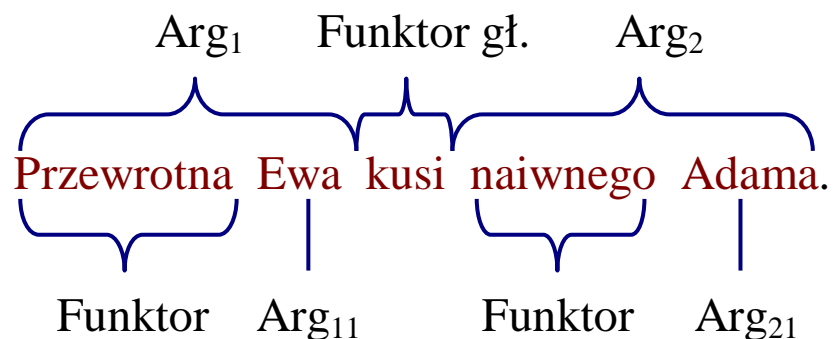 Arg₁ Funktor gł. Arg₂
Przewrotna Ewa kusi naiwnego Adama.
Funktor Arg₁₁ Funktor Arg₂₁